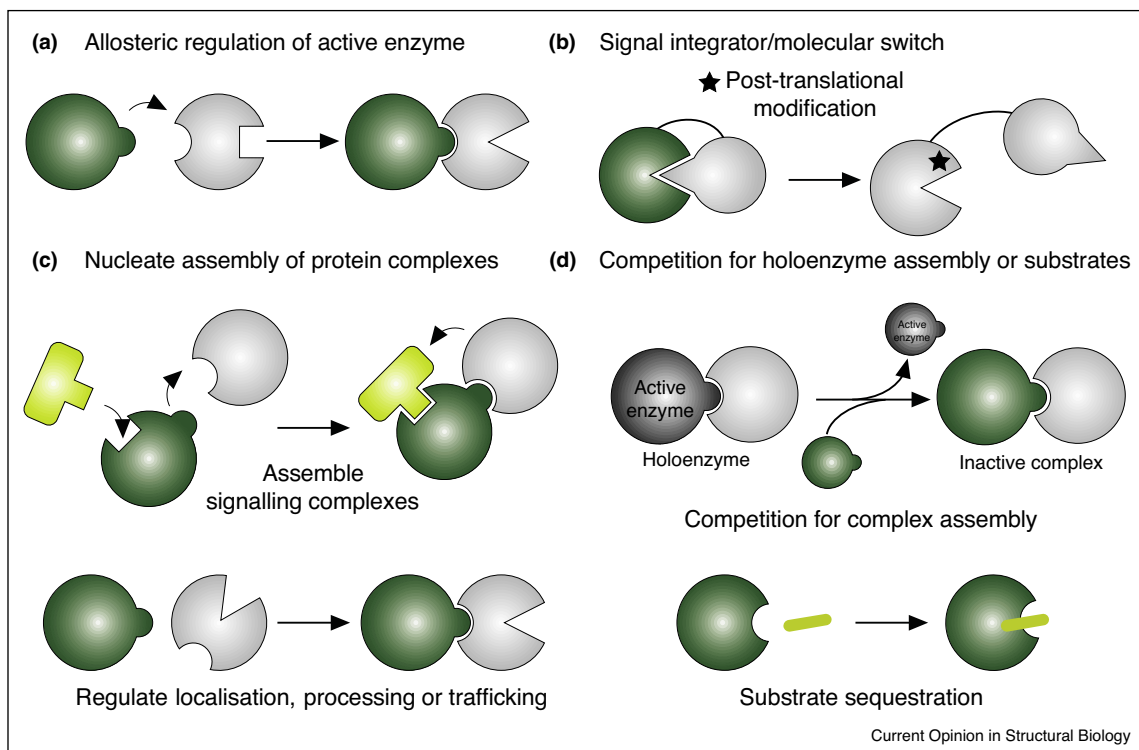 (a) Allosteric regulation of active enzyme
(b) Signal integrator/molecular switch
Post-translational
modification
(c) Nucleate assembly of protein complexes
Assemble
signalling complexes
Regulate localisation, processing or trafficking
(d) Competition for holoenzyme assembly or substrates
Active
enzyme
Active
enzyme
Holoenzyme
Inactive complex
Competition for complex assembly
Substrate sequestration
Current Opinion in Structural Biology